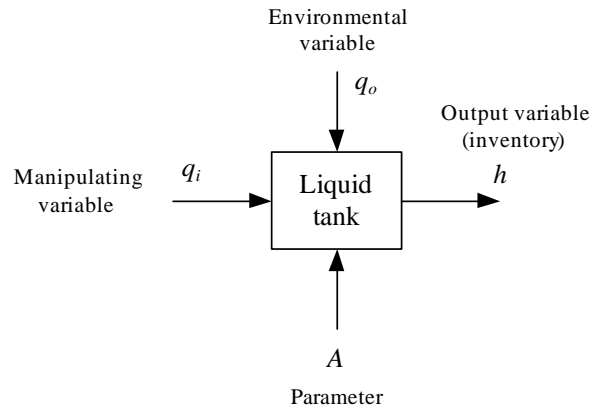 Environmental
variable
q_o
Output variable
(inventory)
h
Manipulating
variable
q_i
Liquid
tank
A
Parameter